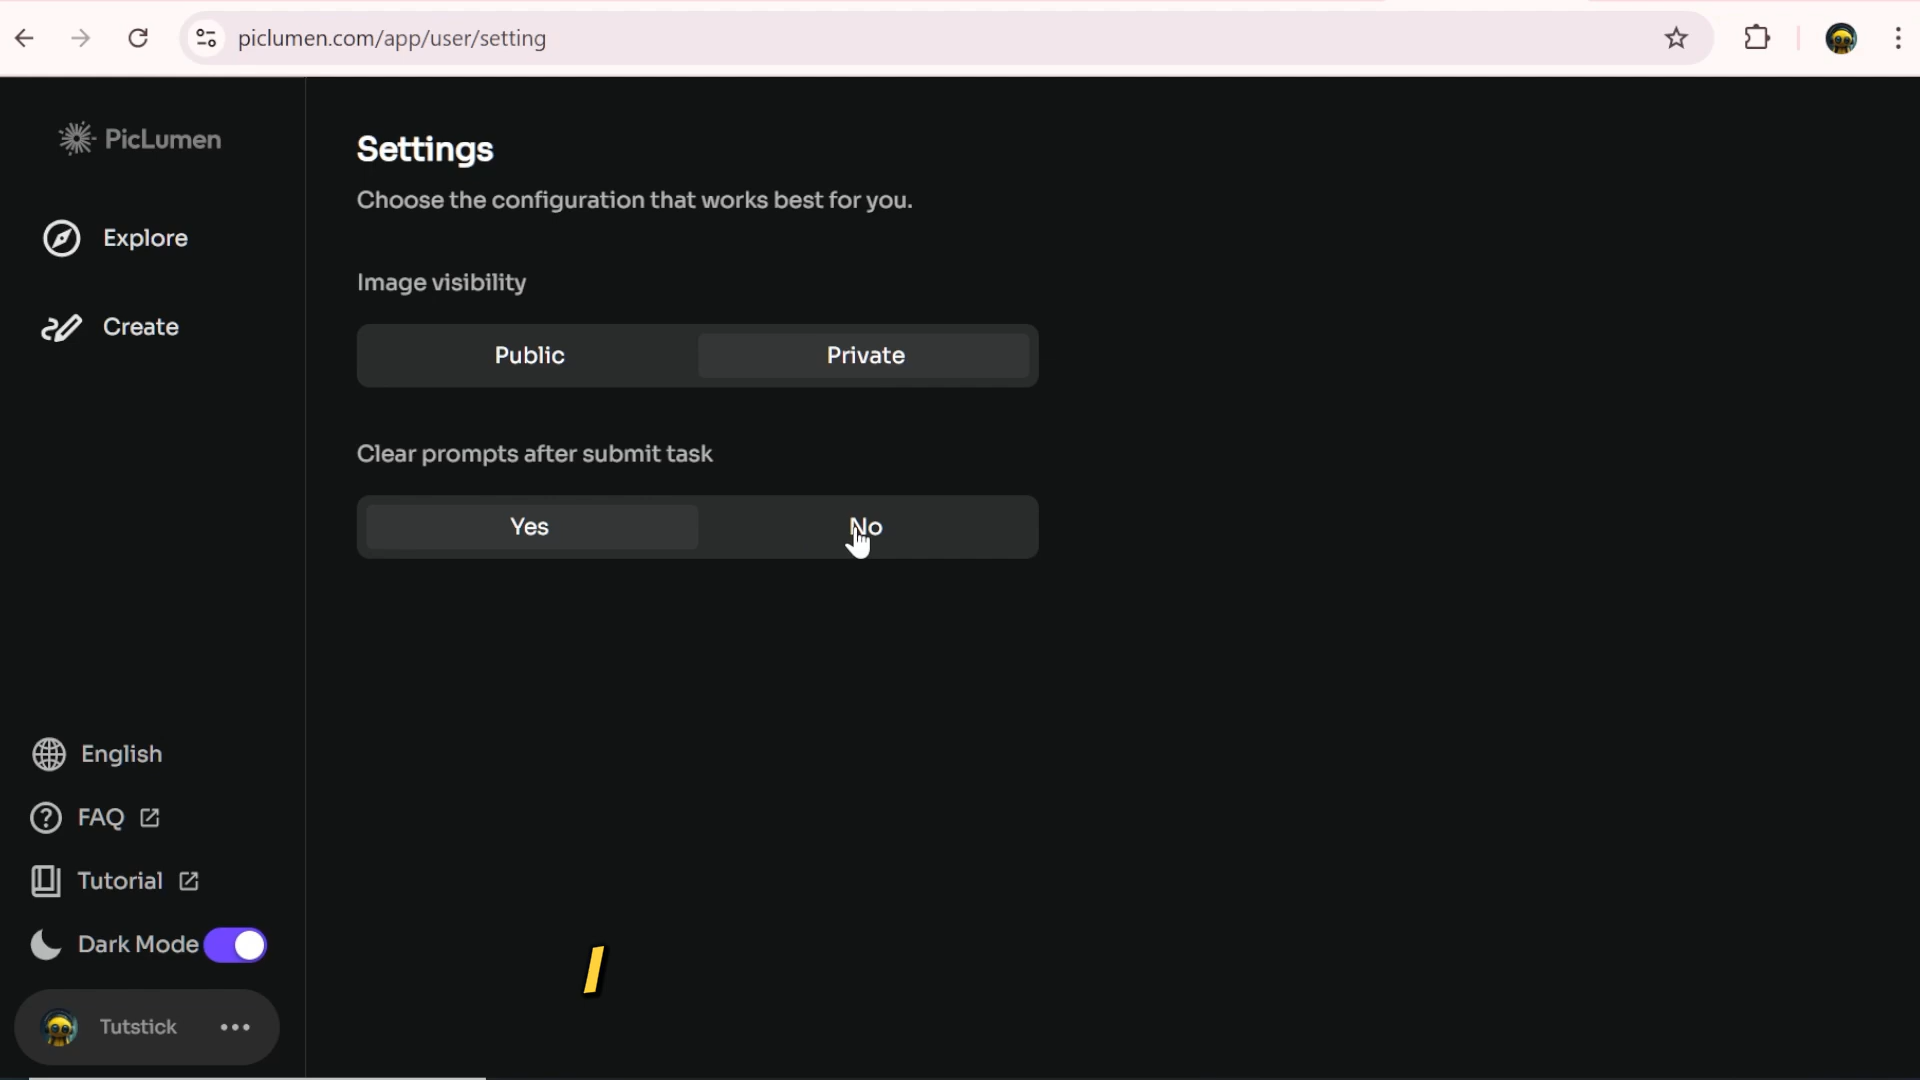 piclumen.com/app/user/setting
PicLumen
Explore
Create
Settings
Choose the configuration that works best for you.
Image visibility
Public Private
Clear prompts after submit task
Yes No
English
FAQ
Tutorial
Dark Mode
Tutstick
I